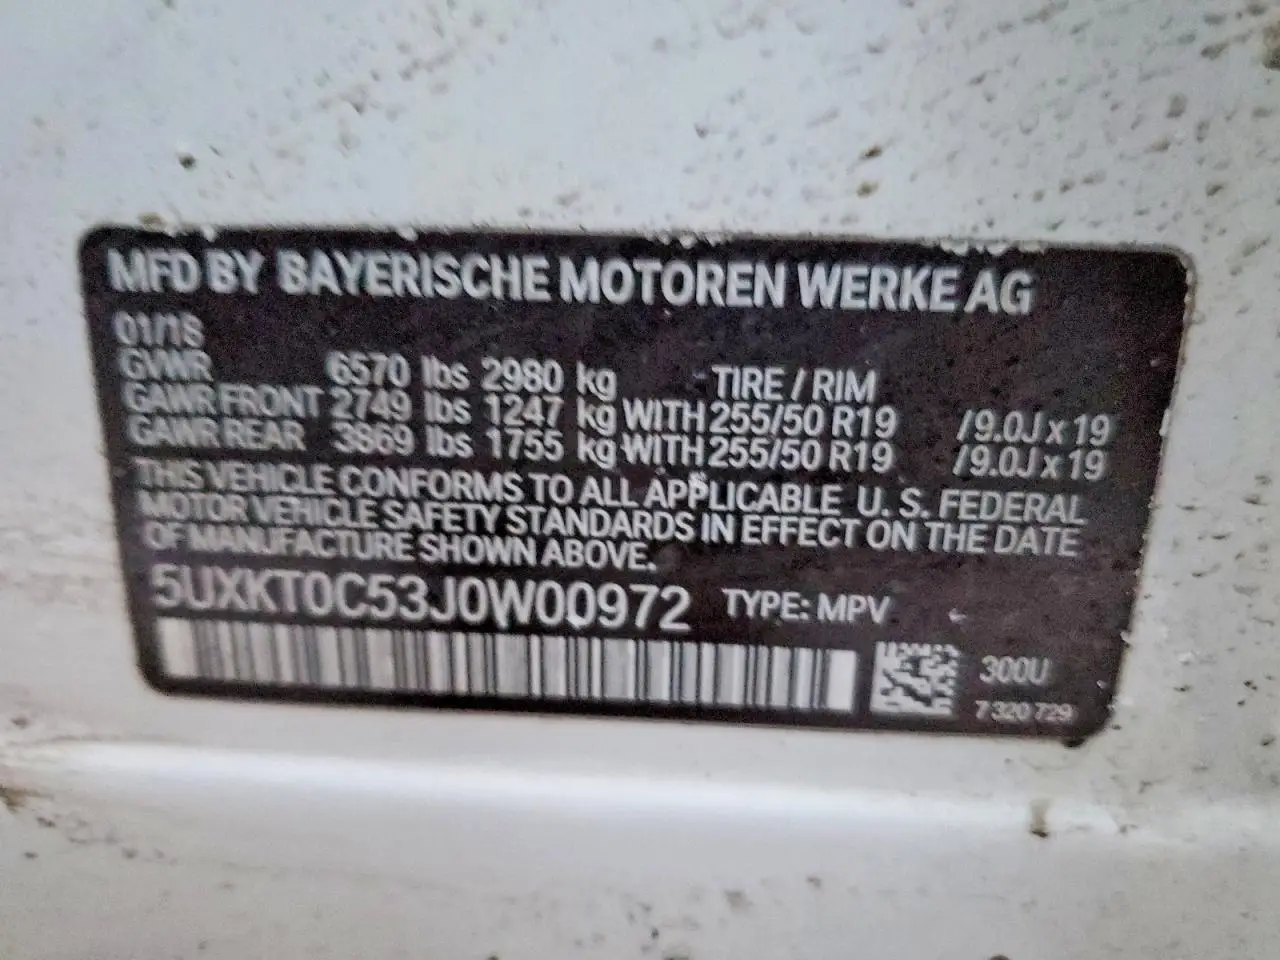 MFD BY BAYERISCHE MOTOREN WERKE AG
01/18
GVWR 6570 lbs 2980 kg - TIRE / RIM
GAWR FRONT 2749 lbs 1247 kg WITH 255/50 R19 /9.0J x 19
GAWR REAR 3869 lbs 1755 kg WITH 255/50 R19 /9.0J x 19
THIS VEHICLE CONFORMS TO ALL APPLICABLE U. S. FEDERAL
MOTOR VEHICLE SAFETY STANDARDS IN EFFECT ON THE DATE
OF MANUFACTURE SHOWN ABOVE.
5UXKT0C53J0W00972 TYPE: MPV
300U
7 320 729